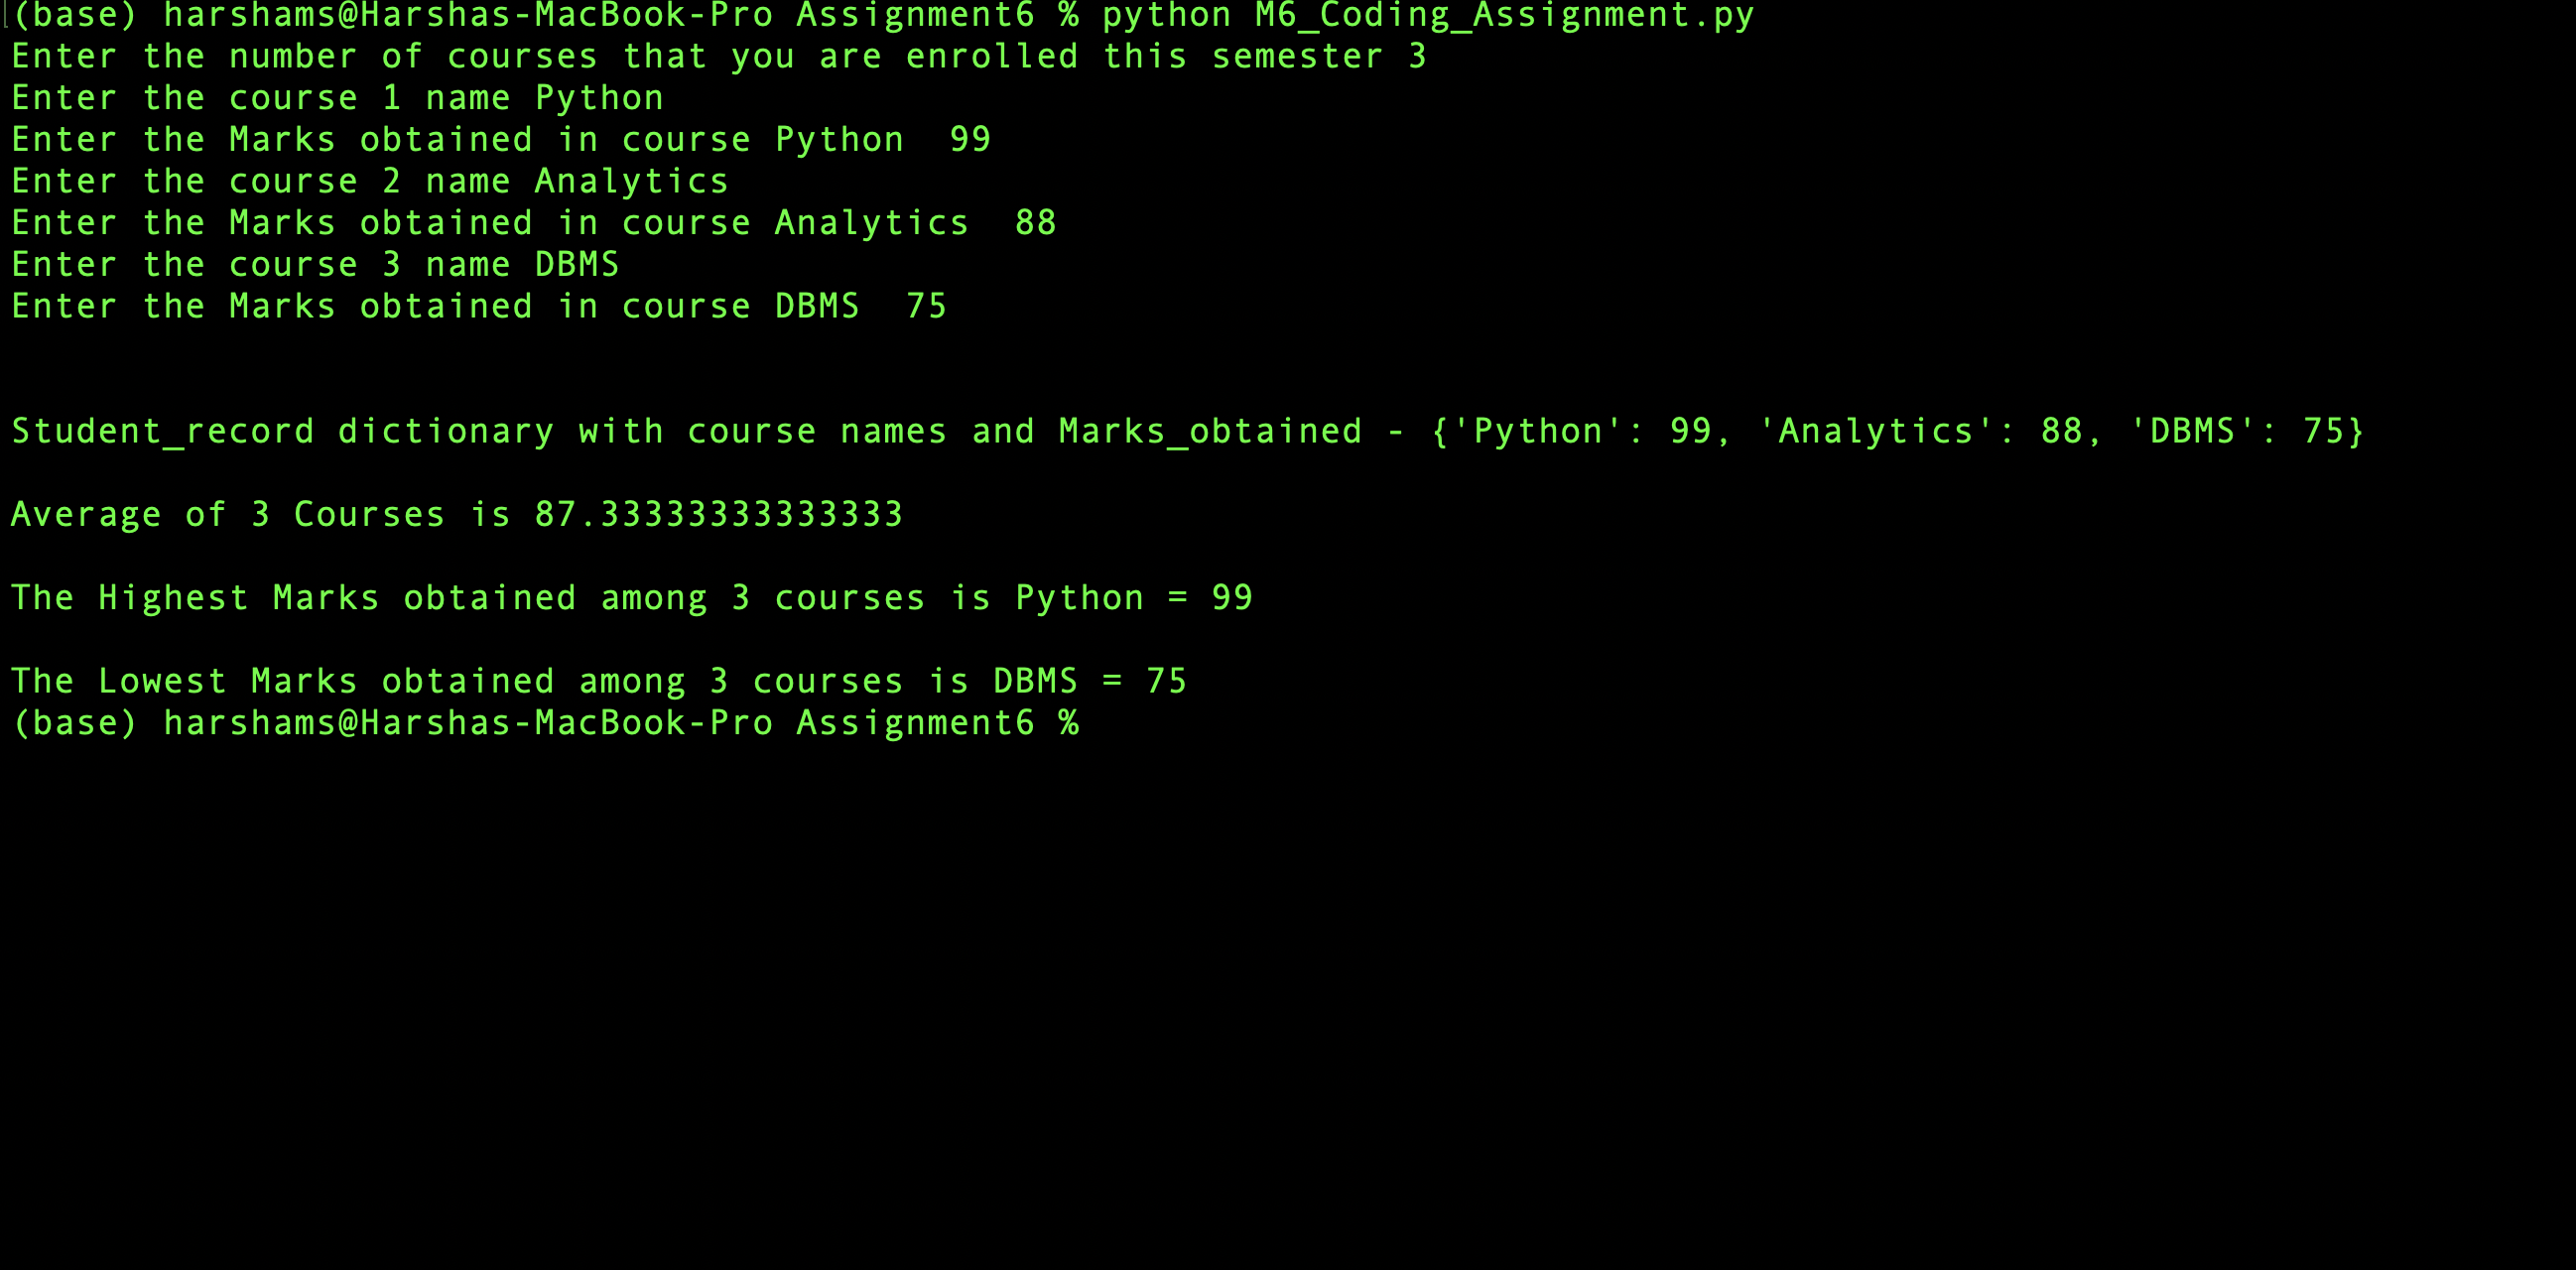 (base) harshams@Harshas-MacBook-Pro Assignment6 % python M6_Coding_Assignment.py
Enter the number of courses that you are enrolled this semester 3
Enter the course 1 name Python
Enter the Marks obtained in course Python  99
Enter the course 2 name Analytics
Enter the Marks obtained in course Analytics  88
Enter the course 3 name DBMS
Enter the Marks obtained in course DBMS  75
Student_record dictionary with course names and Marks_obtained - {'Python': 99, 'Analytics': 88, 'DBMS': 75}
Average of 3 Courses is 87.33333333333333
The Highest Marks obtained among 3 courses is Python = 99
The Lowest Marks obtained among 3 courses is DBMS = 75
(base) harshams@Harshas-MacBook-Pro Assignment6 %